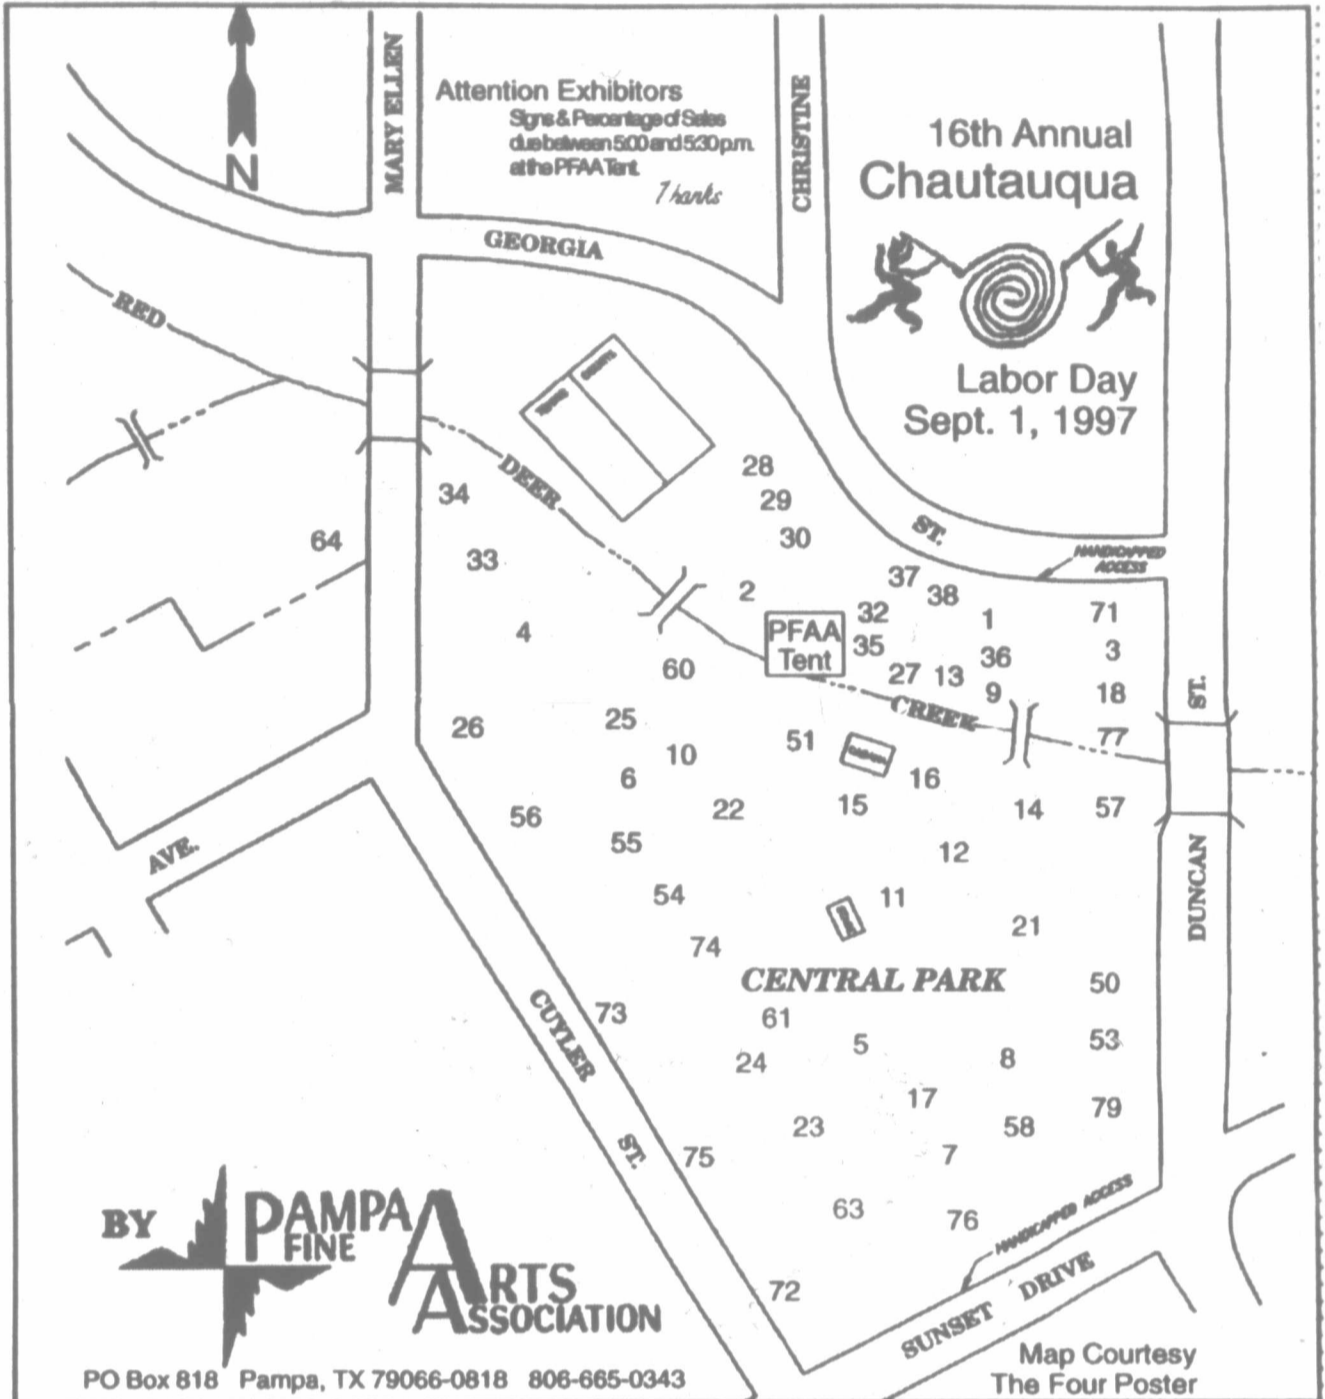 MARY ELLEN
Attention Exhibitors
Signs & Percentage of Sales
due between 5:00 and 5:30 p.m.
at the PFAA Tent.
Thanks
CHRISTINE
16th Annual
Chautauqua
Labor Day
Sept. 1, 1997
N
GEORGIA
ST.
RED
DEER
CREEK
HANDICAPPED
ACCESS
28
29
30
34
64
33
37
38
2
32
1
71
4
PFAA
Tent
35
36
3
60
27
13
9
18
ST.
26
25
51
77
10
6
16
56
22
15
14
57
55
12
AVE.
54
11
21
DUNCAN
74
CENTRAL PARK
50
73
61
5
53
CUYLER
ST.
24
8
17
79
23
58
75
7
63
76
HANDICAPPED ACCESS
72
SUNSET DRIVE
BY
PAMPA
FINE
ARTS
ASSOCIATION
PO Box 818 Pampa, TX 79066-0818 806-665-0343
Map Courtesy
The Four Poster